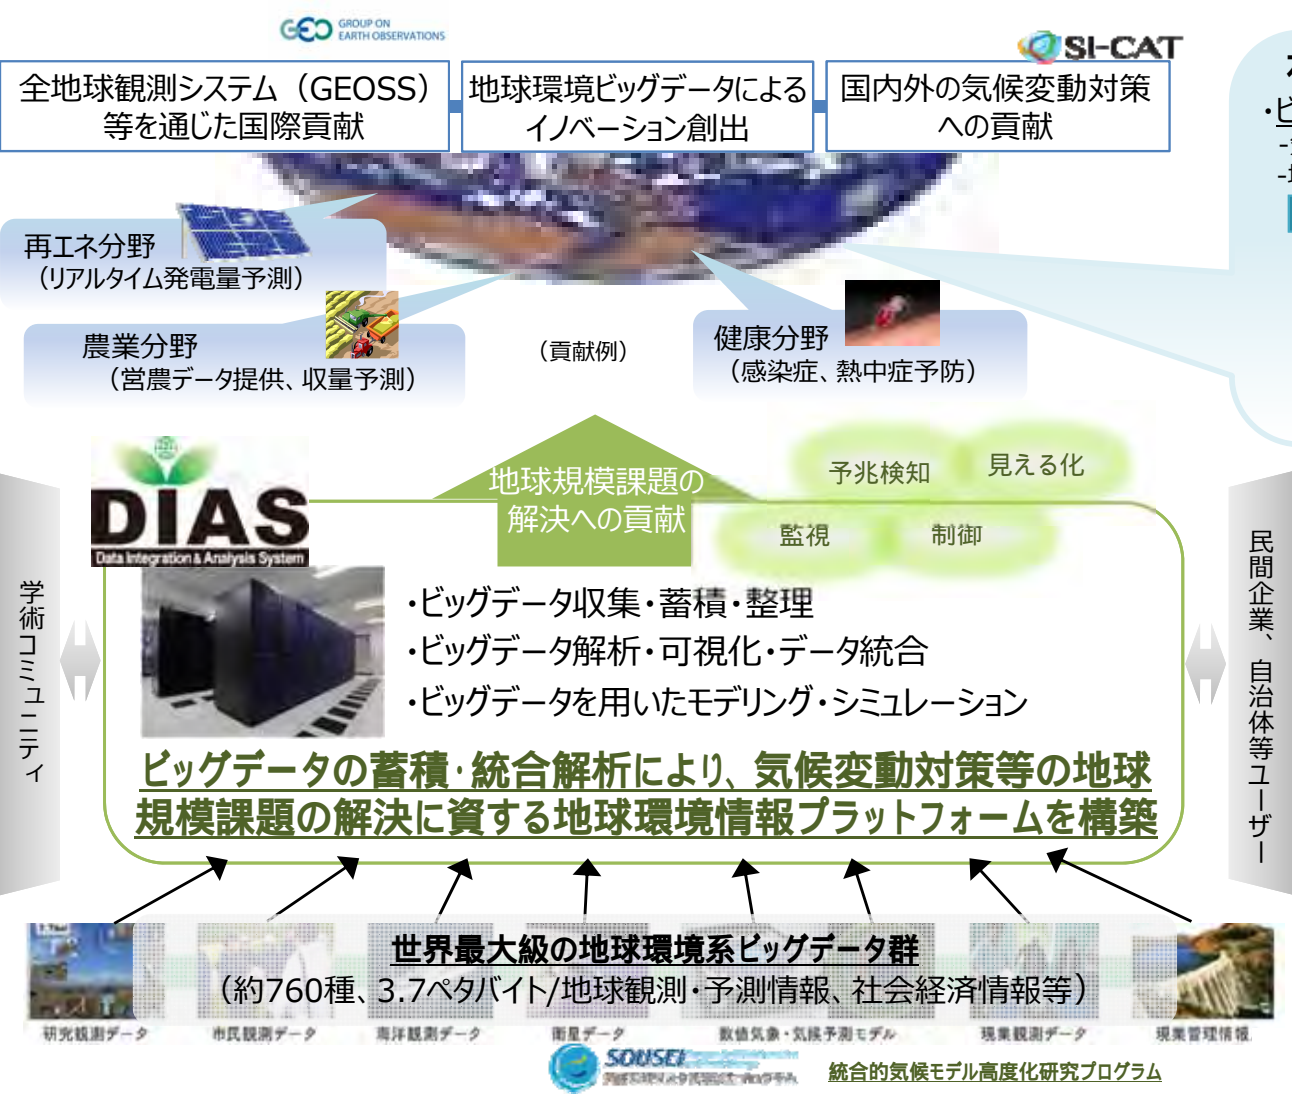 GEO GROUP ON
EARTH OBSERVATIONS
SI-CAT
全地球観測システム（GEOSS）
等を通じた国際貢献
地球環境ビッグデータによる
イノベーション創出
国内外の気候変動対策
への貢献
再エネ分野
（リアルタイム発電量予測）
農業分野
（営農データ提供、収量予測）
（貢献例）
健康分野
（感染症、熱中症予防）
地球規模課題の
解決への貢献
予兆検知
見える化
監視
制御
DIAS
Data Integration & Analysis System
学術コミュニティ
民間企業、自治体等ユーザー
・ビッグデータ収集・蓄積・整理
・ビッグデータ解析・可視化・データ統合
・ビッグデータを用いたモデリング・シミュレーション
ビッグデータの蓄積・統合解析により、気候変動対策等の地球
規模課題の解決に資する地球環境情報プラットフォームを構築
世界最大級の地球環境系ビッグデータ群
（約760種、3.7ペタバイト/地球観測・予測情報、社会経済情報等）
研究観測データ
市民観測データ
海洋観測データ
衛星データ
数値気象・気候予測モデル
現業観測データ
現業管理情報
SOUSEI
統合的気候モデル高度化研究プログラム